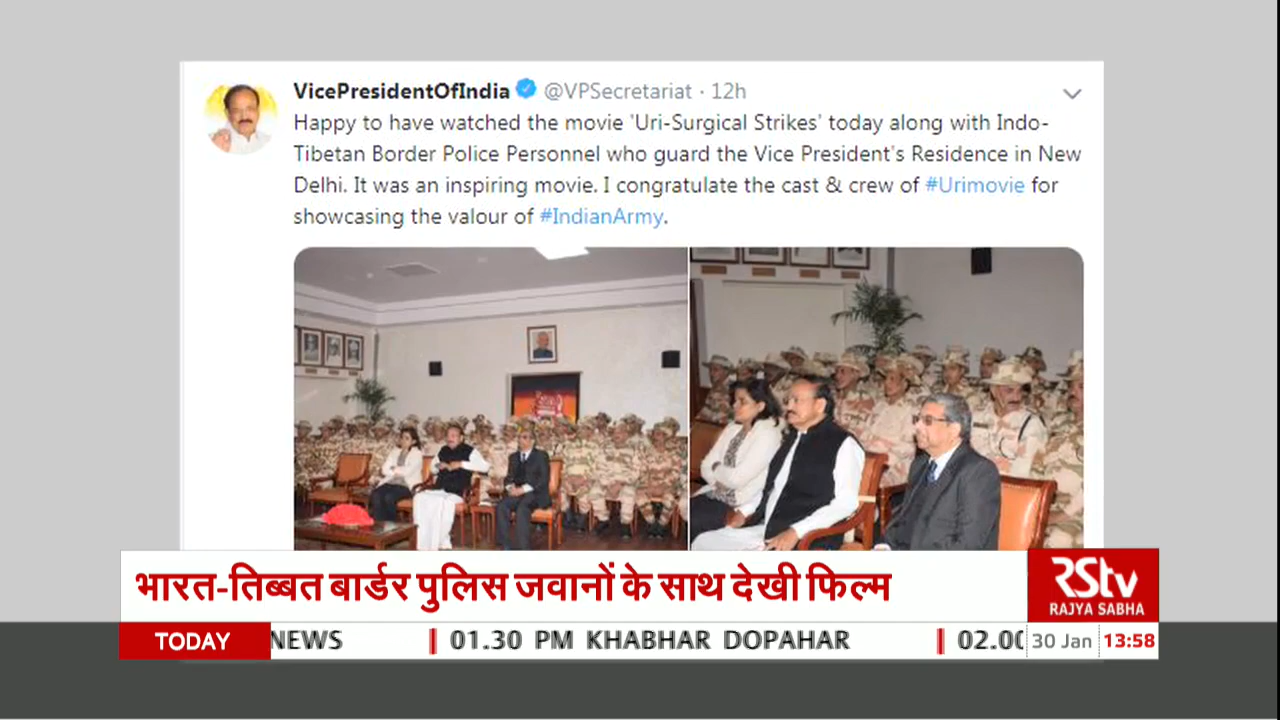 VicePresidentOfIndia @VPSecretariat · 12h
Happy to have watched the movie 'Uri-Surgical Strikes' today along with Indo-
Tibetan Border Police Personnel who guard the Vice President's Residence in New
Delhi. It was an inspiring movie. I congratulate the cast & crew of #Urimovie for
showcasing the valour of #IndianArmy.
भारत-तिब्बत बार्डर पुलिस जवानों के साथ देखी फिल्म
RStv
RAJYA SABHA
TODAY NEWS | 01.30 PM KHABHAR DOPAHAR | 02.00 30 Jan 13:58